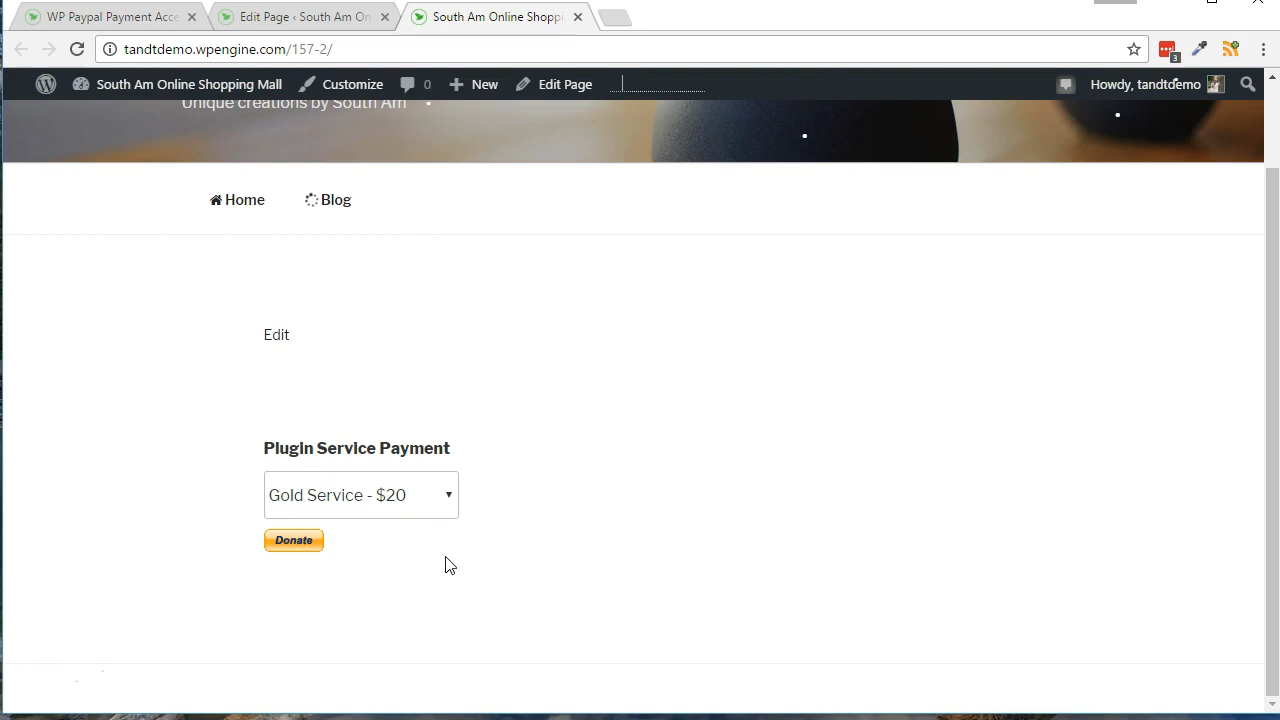 WP Paypal Payment Acce
Edit Page ‹ South Am On
South Am Online Shoppi
tandtdemo.wpengine.com/157-2/
3
South Am Online Shopping Mall
Customize
0
New
Edit Page
Howdy, tandtdemo
Unique creations by South Am
Home
Blog
Edit
PlugIn Service Payment
Gold Service - $20
Donate